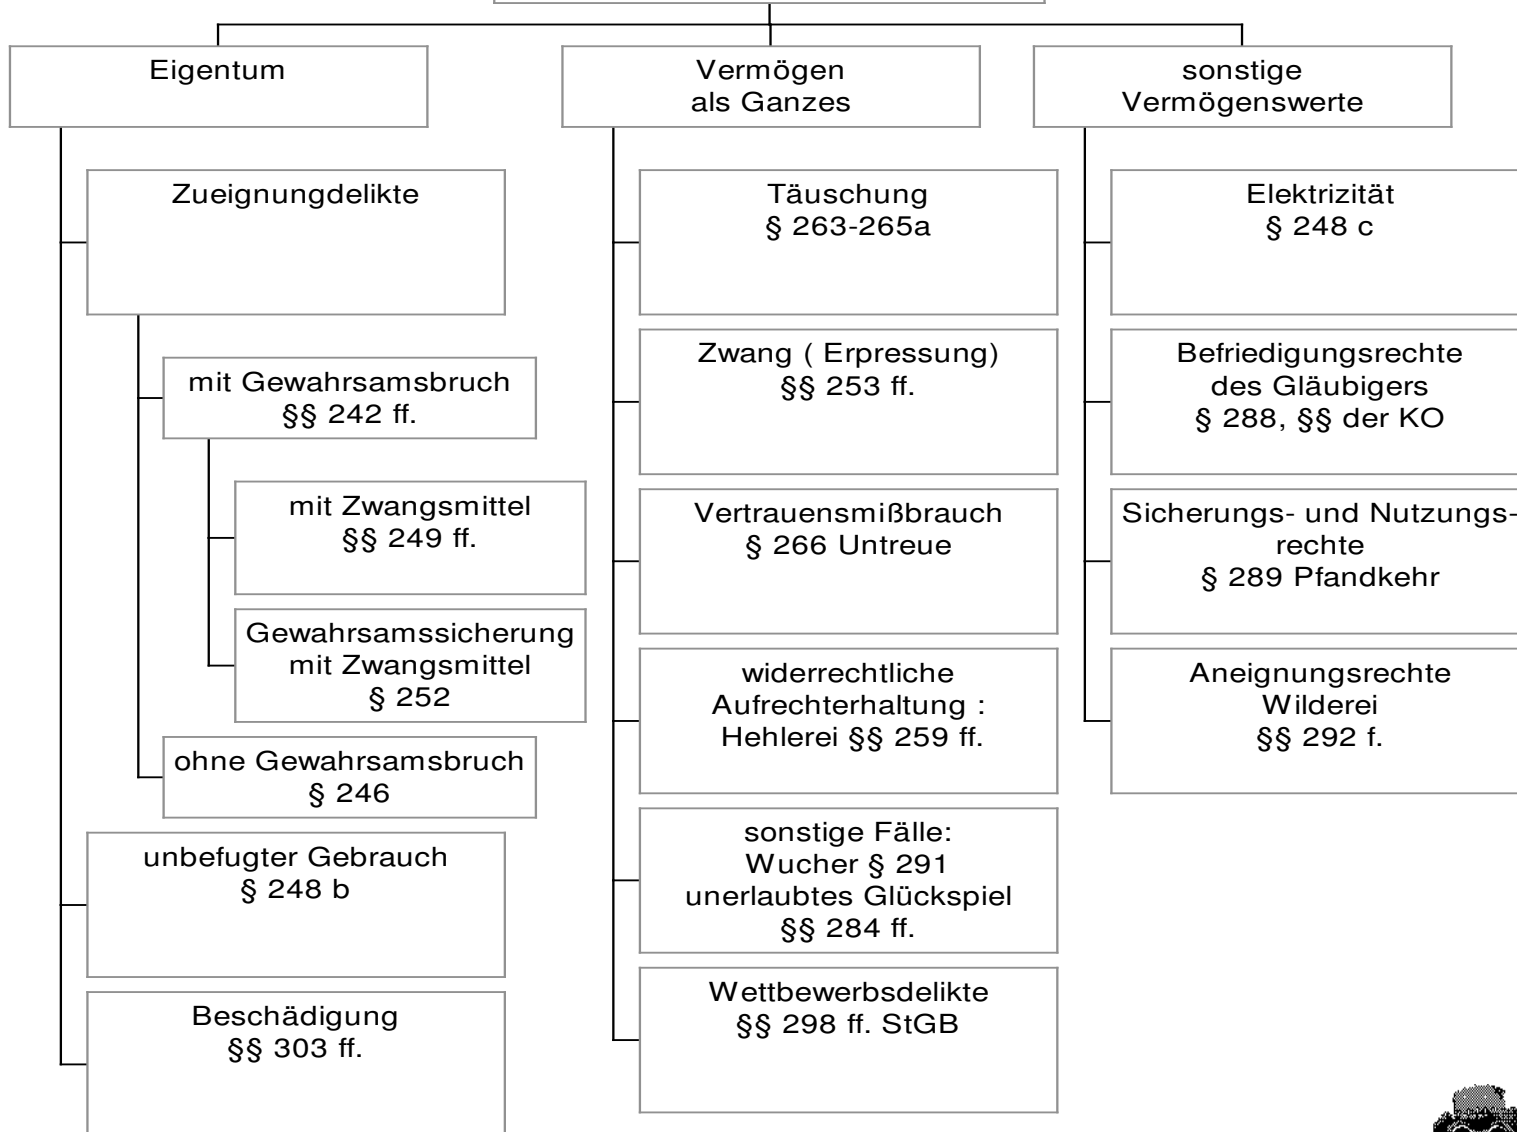 Eigentum
Zueignungdelikte
mit Gewahrsamsbruch
§§ 242 ff.
mit Zwangsmittel
§§ 249 ff.
Gewahrsamssicherung
mit Zwangsmittel
§ 252
ohne Gewahrsamsbruch
§ 246
unbefugter Gebrauch
§ 248 b
Beschädigung
§§ 303 ff.
Vermögen
als Ganzes
Täuschung
§ 263-265a
Zwang ( Erpressung)
§§ 253 ff.
Vertrauensmißbrauch
§ 266 Untreue
widerrechtliche
Aufrechterhaltung :
Hehlerei §§ 259 ff.
sonstige Fälle:
Wucher § 291
unerlaubtes Glückspiel
§§ 284 ff.
Wettbewerbsdelikte
§§ 298 ff. StGB
sonstige
Vermögenswerte
Elektrizität
§ 248 c
Befriedigungsrechte
des Gläubigers
§ 288, §§ der KO
Sicherungs- und Nutzungs-
rechte
§ 289 Pfandkehr
Aneignungsrechte
Wilderei
§§ 292 f.